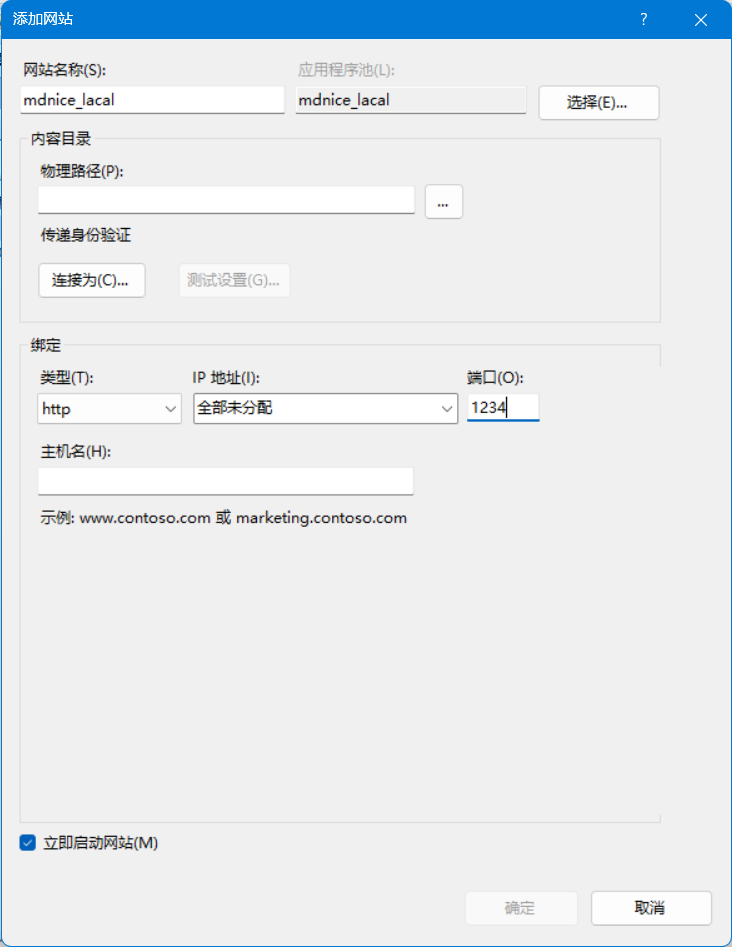 添加网站
?
网站名称(S):
应用程序池(L):
mdnice_lacal
mdnice_lacal
选择(E)...
内容目录
物理路径(P):
...
传递身份验证
连接为(C)...
测试设置(G)...
绑定
类型(T):
IP 地址(I):
端口(O):
http
全部未分配
1234
主机名(H):
示例: www.contoso.com 或 marketing.contoso.com
立即启动网站(M)
确定
取消